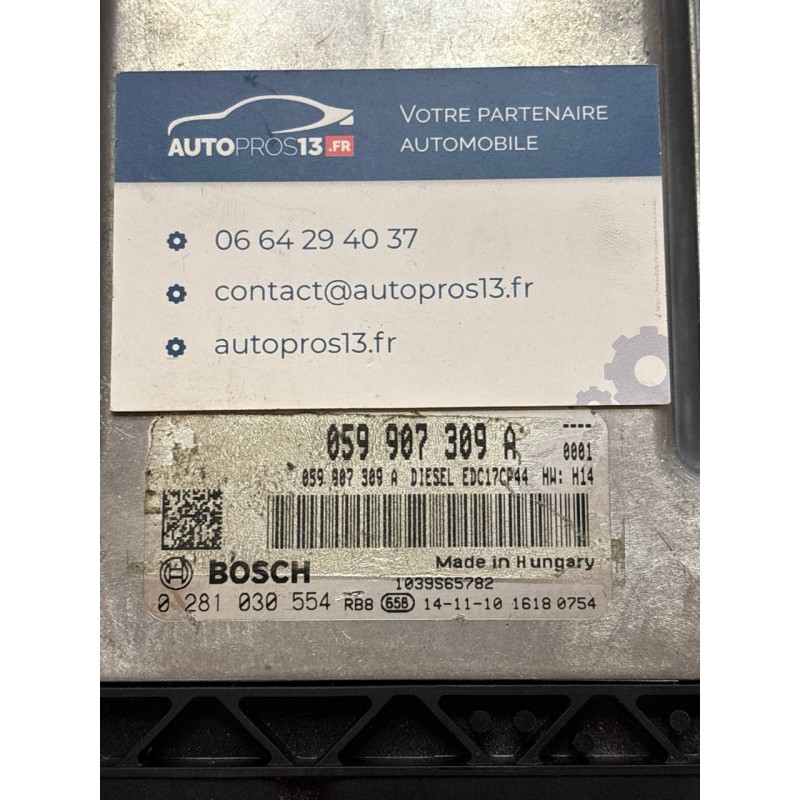 AUTOPROS13.FR
VOTRE PARTENAIRE
AUTOMOBILE
06 64 29 40 37
contact@autopros13.fr
autopros13.fr
----
059 907 309 A
0001
059 907 309 A DIESEL EDC17CP44 HW: H14
Made in Hungary
BOSCH
1039S65782
0 281 030 554 RB8 658 14-11-10 1618 0754